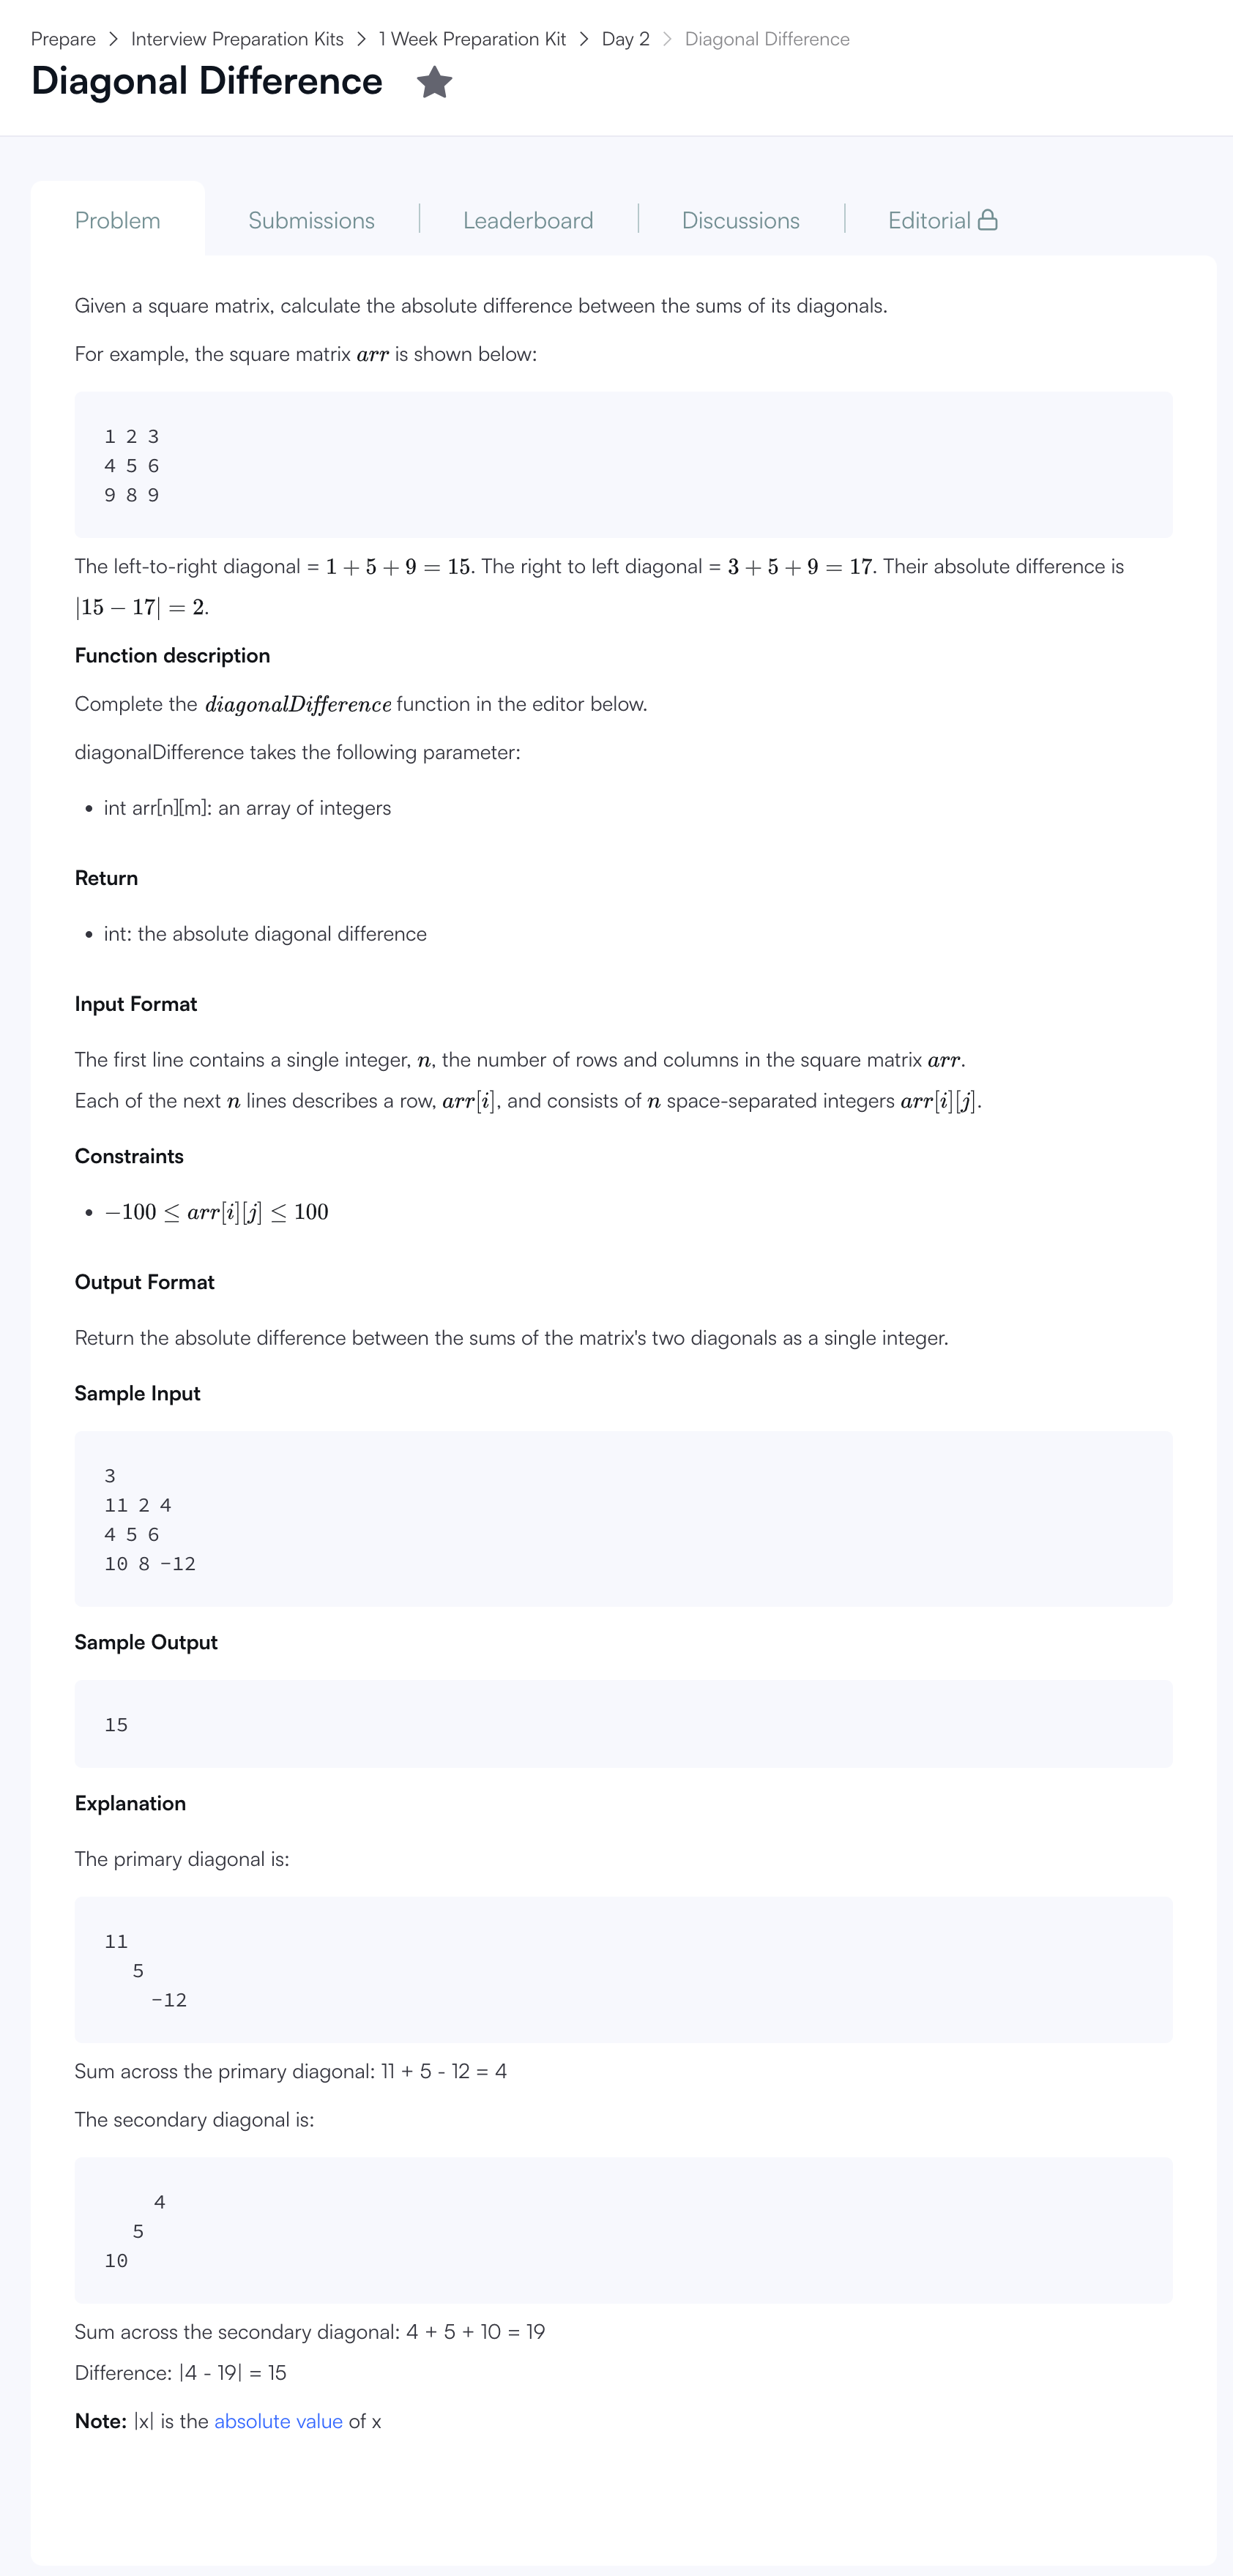 Prepare > Interview Preparation Kits > 1 Week Preparation Kit > Day 2 > Diagonal Difference
Diagonal Difference
Problem
Submissions
Leaderboard
Discussions
Editorial
Given a square matrix, calculate the absolute difference between the sums of its diagonals.
For example, the square matrix arr is shown below:
1 2 3
4 5 6
9 8 9
The left-to-right diagonal = 1 + 5 + 9 = 15. The right to left diagonal = 3 + 5 + 9 = 17. Their absolute difference is
|15 − 17| = 2.
Function description
Complete the diagonalDifference function in the editor below.
diagonalDifference takes the following parameter:
• int arr[n][m]: an array of integers
Return
• int: the absolute diagonal difference
Input Format
The first line contains a single integer, n, the number of rows and columns in the square matrix arr.
Each of the next n lines describes a row, arr[i], and consists of n space-separated integers arr[i][j].
Constraints
• −100 ≤ arr[i][j] ≤ 100
Output Format
Return the absolute difference between the sums of the matrix's two diagonals as a single integer.
Sample Input
3
11 2 4
4 5 6
10 8 -12
Sample Output
15
Explanation
The primary diagonal is:
11
5
-12
Sum across the primary diagonal: 11 + 5 - 12 = 4
The secondary diagonal is:
4
5
10
Sum across the secondary diagonal: 4 + 5 + 10 = 19
Difference: |4 - 19| = 15
Note: |x| is the absolute value of x